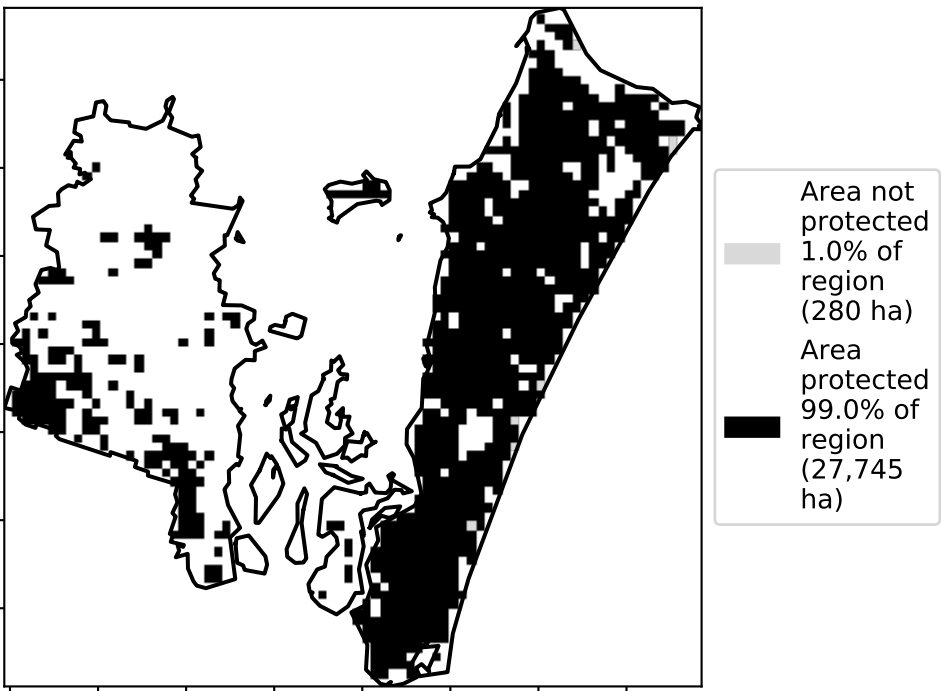 Area not
protected
1.0% of
region
(280 ha)
Area
protected
99.0% of
region
(27,745
ha)